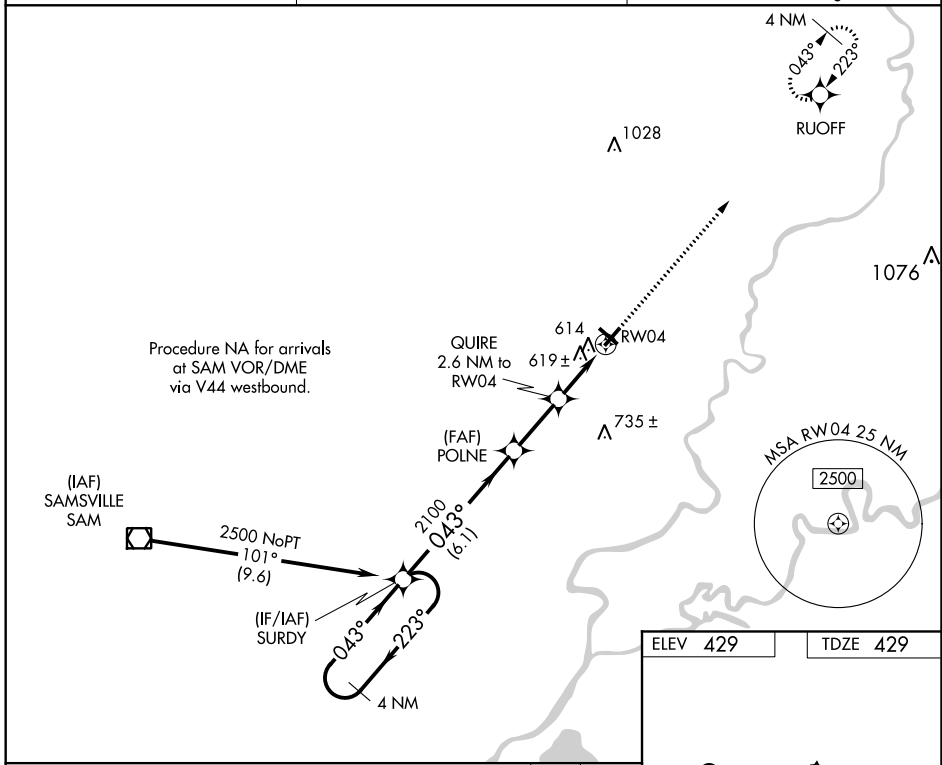 4 NM
043°
223°
RUOFF
1028
1076
614
RW04
619 ±
QUIRE
2.6 NM to
RW04
Procedure NA for arrivals
at SAM VOR/DME
via V44 westbound.
735 ±
(FAF)
POLNE
MSA RW04 25 NM
2500
(IAF)
SAMSVILLE
SAM
2500 NoPT
101°
(9.6)
2100
043°
(6.1)
(IF/IAF)
SURDY
043°
223°
4 NM
ELEV 429
TDZE 429